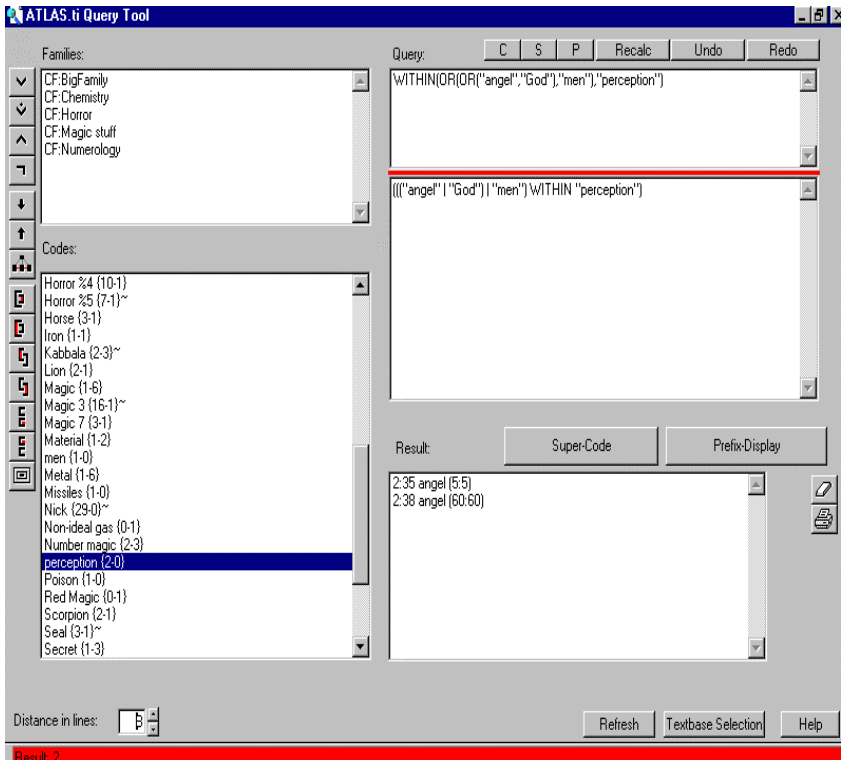 ATLAS.ti Query Tool
Families:
CF:BigFamily
CF:Chemistry
CF:Horror
CF:Magic stuff
CF:Numerology
Codes:
Horror %4 {10-1}
Horror %5 {7-1}~
Horse {3-1}
Iron {1-1}
Kabbala {2-3}~
Lion {2-1}
Magic {1-6}
Magic 3 {16-1}~
Magic 7 {3-1}
Material {1-2}
men {1-0}
Metal {1-6}
Missiles {1-0}
Nick {29-0}~
Non-ideal gas {0-1}
Number magic {2-3}
perception {2-0}
Poison {1-0}
Red Magic {0-1}
Scorpion {2-1}
Seal {3-1}~
Secret {1-3}
Query:
C S P Recalc Undo Redo
WITHIN(OR(OR("angel","God"),"men"),"perception")
((("angel" | "God") | "men") WITHIN "perception")
Result:
Super-Code Prefix-Display
2:35 angel (5:5)
2:38 angel (60:60)
Distance in lines:
Refresh Textbase Selection Help
Result: 2